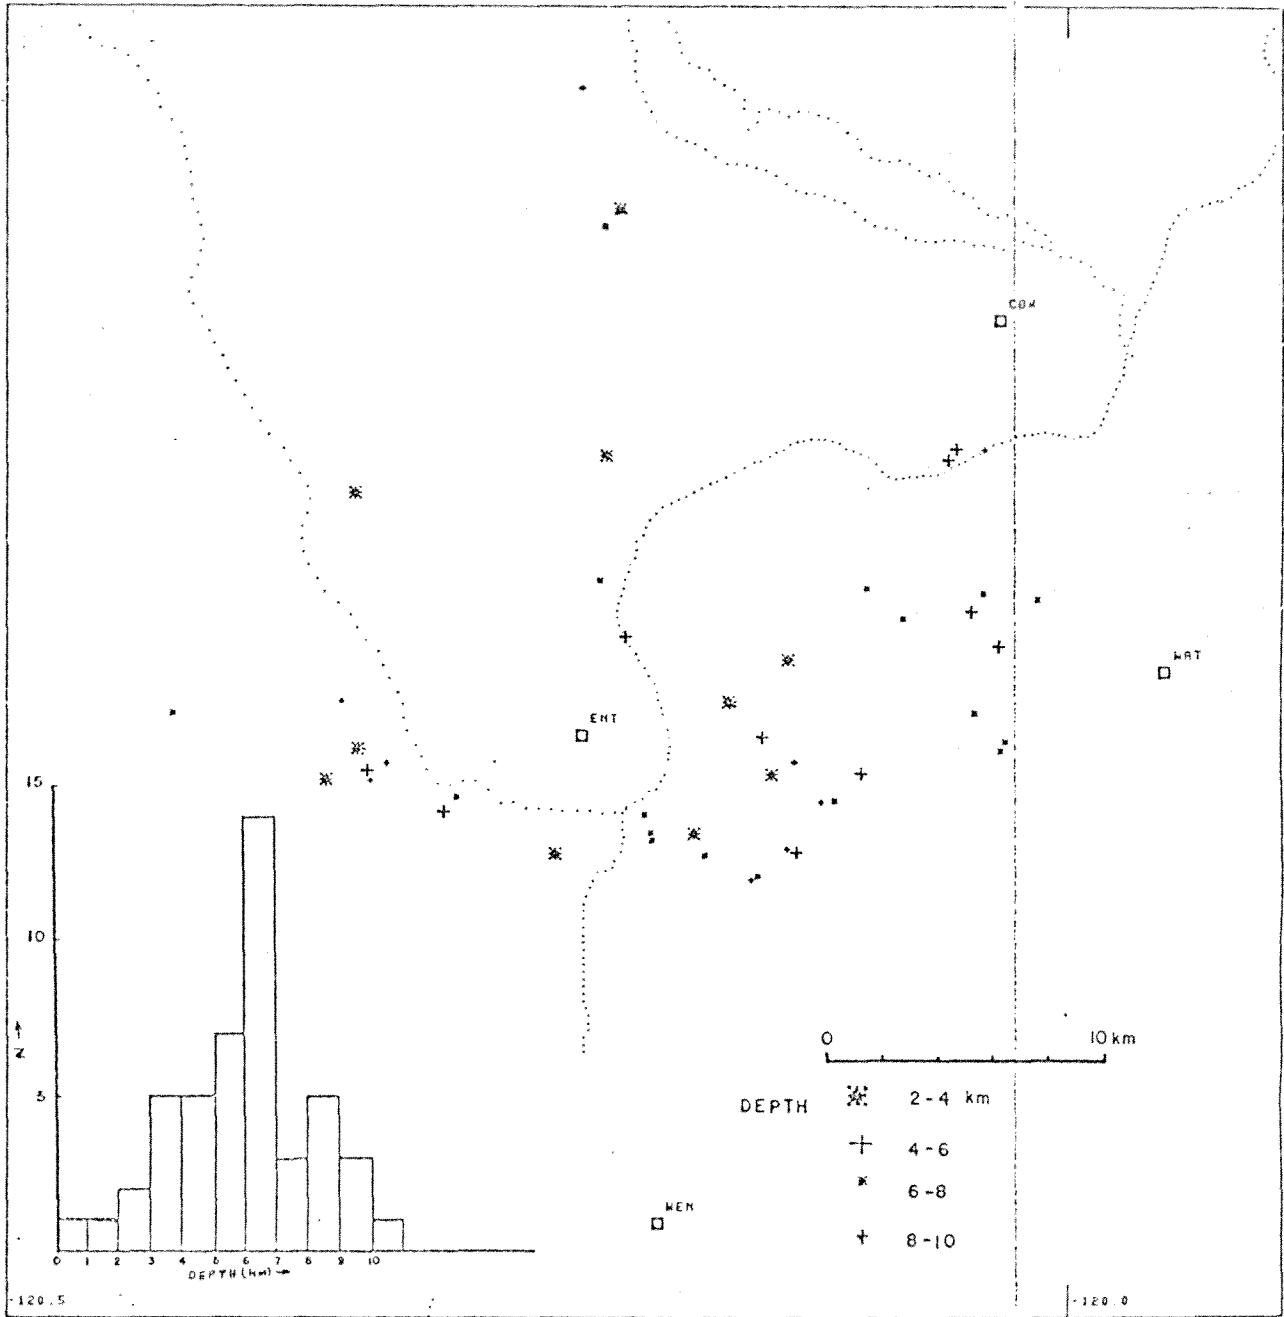 COW
WAT
ENT
15
10
5
N →
0 1 2 3 4 5 6 8 9 10
DEPTH (KM) →
0 10 km
DEPTH 2-4 km
4-6
6-8
8-10
WEN
-120.5
-120.0